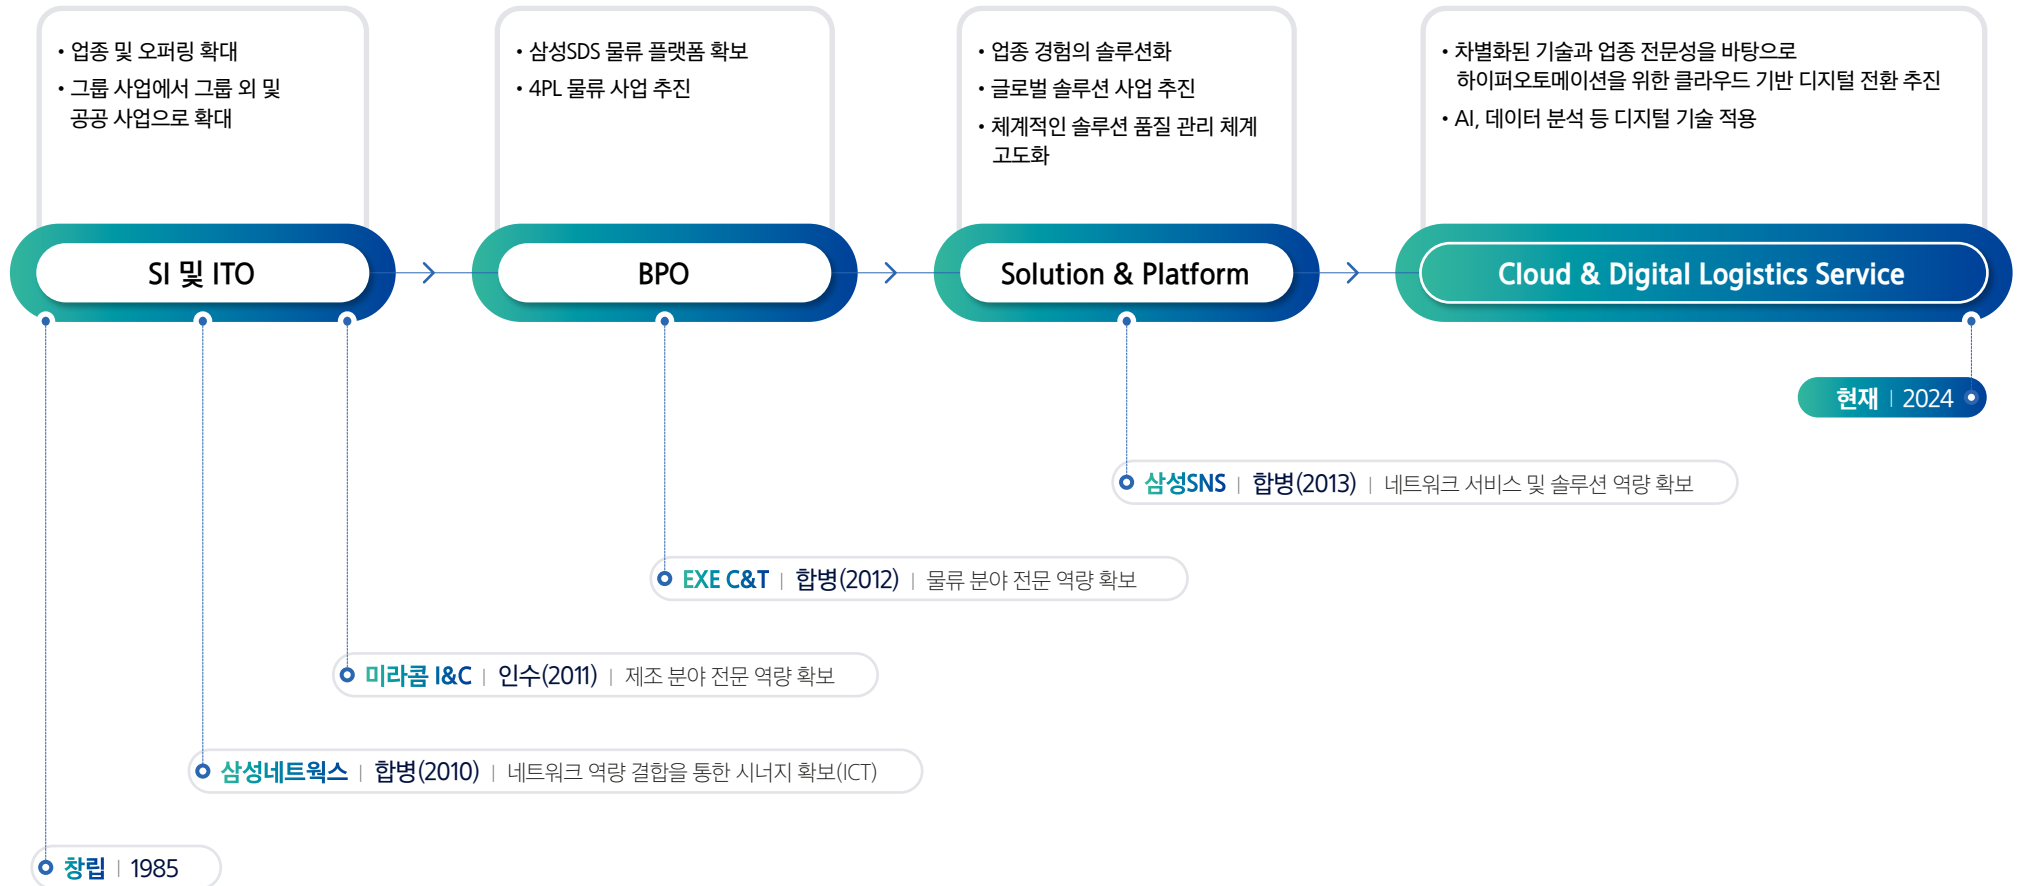 • 업종 및 오퍼링 확대
• 그룹 사업에서 그룹 외 및
공공 사업으로 확대
SI 및 ITO
• 삼성SDS 물류 플랫폼 확보
• 4PL 물류 사업 추진
BPO
• 업종 경험의 솔루션화
• 글로벌 솔루션 사업 추진
• 체계적인 솔루션 품질 관리 체계
고도화
Solution & Platform
• 차별화된 기술과 업종 전문성을 바탕으로
하이퍼오토메이션을 위한 클라우드 기반 디지털 전환 추진
• AI, 데이터 분석 등 디지털 기술 적용
Cloud & Digital Logistics Service
현재 | 2024
삼성SNS | 합병(2013) | 네트워크 서비스 및 솔루션 역량 확보
EXE C&T | 합병(2012) | 물류 분야 전문 역량 확보
미라콤 I&C | 인수(2011) | 제조 분야 전문 역량 확보
삼성네트웍스 | 합병(2010) | 네트워크 역량 결합을 통한 시너지 확보(ICT)
창립 | 1985